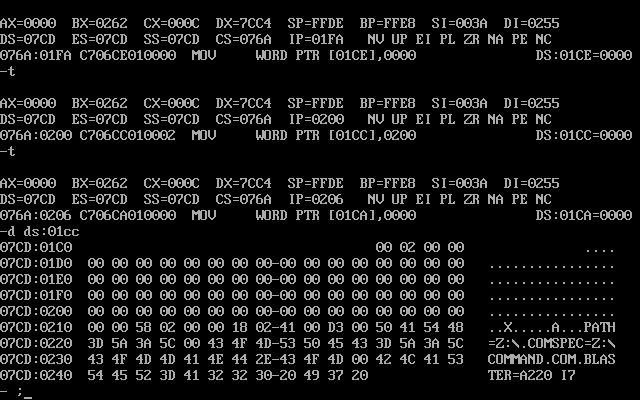 AX=0000  BX=0262  CX=000C  DX=7CC4  SP=FFDE  BP=FFE8  SI=003A  DI=0255
DS=07CD  ES=07CD  SS=07CD  CS=076A  IP=01FA   NV UP EI PL ZR NA PE NC
076A:01FA C706CE010000  MOV     WORD PTR [01CE],0000               DS:01CE=0000
-t
AX=0000  BX=0262  CX=000C  DX=7CC4  SP=FFDE  BP=FFE8  SI=003A  DI=0255
DS=07CD  ES=07CD  SS=07CD  CS=076A  IP=0200   NV UP EI PL ZR NA PE NC
076A:0200 C706CC010002  MOV     WORD PTR [01CC],0200               DS:01CC=0000
-t
AX=0000  BX=0262  CX=000C  DX=7CC4  SP=FFDE  BP=FFE8  SI=003A  DI=0255
DS=07CD  ES=07CD  SS=07CD  CS=076A  IP=0206   NV UP EI PL ZR NA PE NC
076A:0206 C706CA010000  MOV     WORD PTR [01CA],0000               DS:01CA=0000
-d ds:01cc
07CD:01C0                                      00 02 00 00               ....
07CD:01D0  00 00 00 00 00 00 00 00-00 00 00 00 00 00 00 00   ................
07CD:01E0  00 00 00 00 00 00 00 00-00 00 00 00 00 00 00 00   ................
07CD:01F0  00 00 00 00 00 00 00 00-00 00 00 00 00 00 00 00   ................
07CD:0200  00 00 00 00 00 00 00 00-00 00 00 00 00 00 00 00   ................
07CD:0210  00 00 58 02 00 00 18 02-41 00 D3 00 50 41 54 48   ..X.....A...PATH
07CD:0220  3D 5A 3A 5C 00 43 4F 4D-53 50 45 43 3D 5A 3A 5C   =Z:\.COMSPEC=Z:\
07CD:0230  43 4F 4D 4D 41 4E 44 2E-43 4F 4D 00 42 4C 41 53   COMMAND.COM.BLAS
07CD:0240  54 45 52 3D 41 32 32 30-20 49 37 20               TER=A220 I7
- ;_